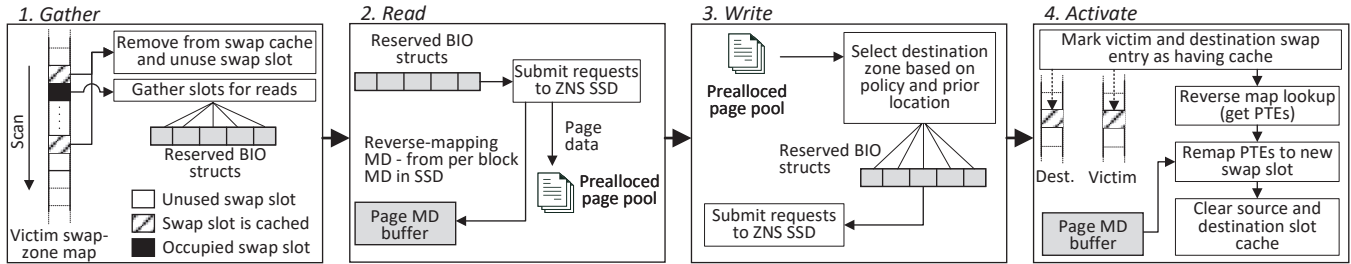 1. Gather
Remove from swap cache
and unuse swap slot
Gather slots for reads
Scan
Reserved BIO
structs
Unused swap slot
Swap slot is cached
Occupied swap slot
Victim swap-
zone map
2. Read
Reserved BIO
structs
Submit requests
to ZNS SSD
Reverse-mapping
MD - from per block
MD in SSD
Page
data
Prealloced
page pool
Page MD
buffer
3. Write
Prealloced
page pool
Select destination
zone based on
policy and prior
location
Reserved BIO
structs
Submit requests
to ZNS SSD
4. Activate
Mark victim and destination swap
entry as having cache
Reverse map lookup
(get PTEs)
Dest.
Victim
Remap PTEs to new
swap slot
Page MD
buffer
Clear source and
destination slot
cache